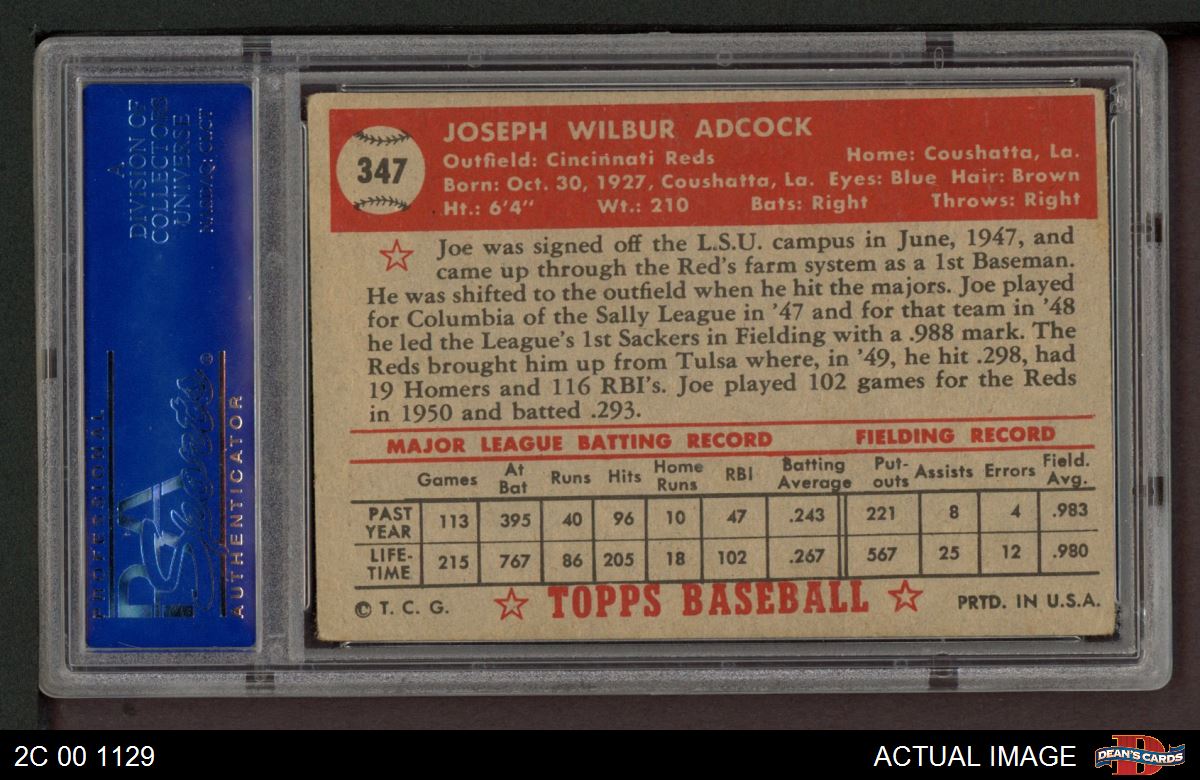 A
DIVISION OF
COLLECTORS
UNIVERSE
NASDAQ: CLCT
PROFESSIONAL
PSA
Sports®
AUTHENTICATOR
347
JOSEPH WILBUR ADCOCK
Outfield: Cincinnati Reds Home: Coushatta, La.
Born: Oct. 30, 1927, Coushatta, La. Eyes: Blue Hair: Brown
Ht.: 6'4" Wt.: 210 Bats: Right Throws: Right
Joe was signed off the L.S.U. campus in June, 1947, and
came up through the Red's farm system as a 1st Baseman.
He was shifted to the outfield when he hit the majors. Joe played
for Columbia of the Sally League in '47 and for that team in '48
he led the League's 1st Sackers in Fielding with a .988 mark. The
Reds brought him up from Tulsa where, in '49, he hit .298, had
19 Homers and 116 RBI's. Joe played 102 games for the Reds
in 1950 and batted .293.
MAJOR LEAGUE BATTING RECORD FIELDING RECORD
Games At Bat Runs Hits Home Runs RBI Batting Average Put-outs Assists Errors Field. Avg.
PAST YEAR 113 395 40 96 10 47 .243 221 8 4 .983
LIFE-TIME 215 767 86 205 18 102 .267 567 25 12 .980
© T. C. G. TOPPS BASEBALL PRTD. IN U.S.A.
2C 00 1129 ACTUAL IMAGE DEAN'S CARDS